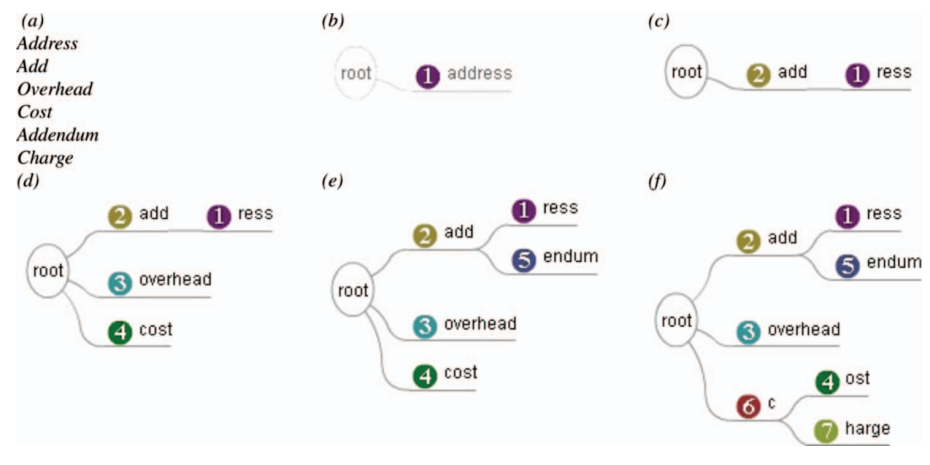 (a)
Address
Add
Overhead
Cost
Addendum
Charge
(b)
root 1 address
(c)
root 2 add 1 ress
(d)
2 add 1 ress
root
3 overhead
4 cost
(e)
1 ress
2 add
5 endum
root
3 overhead
4 cost
(f)
1 ress
2 add
5 endum
root
3 overhead
4 ost
6 c
7 harge